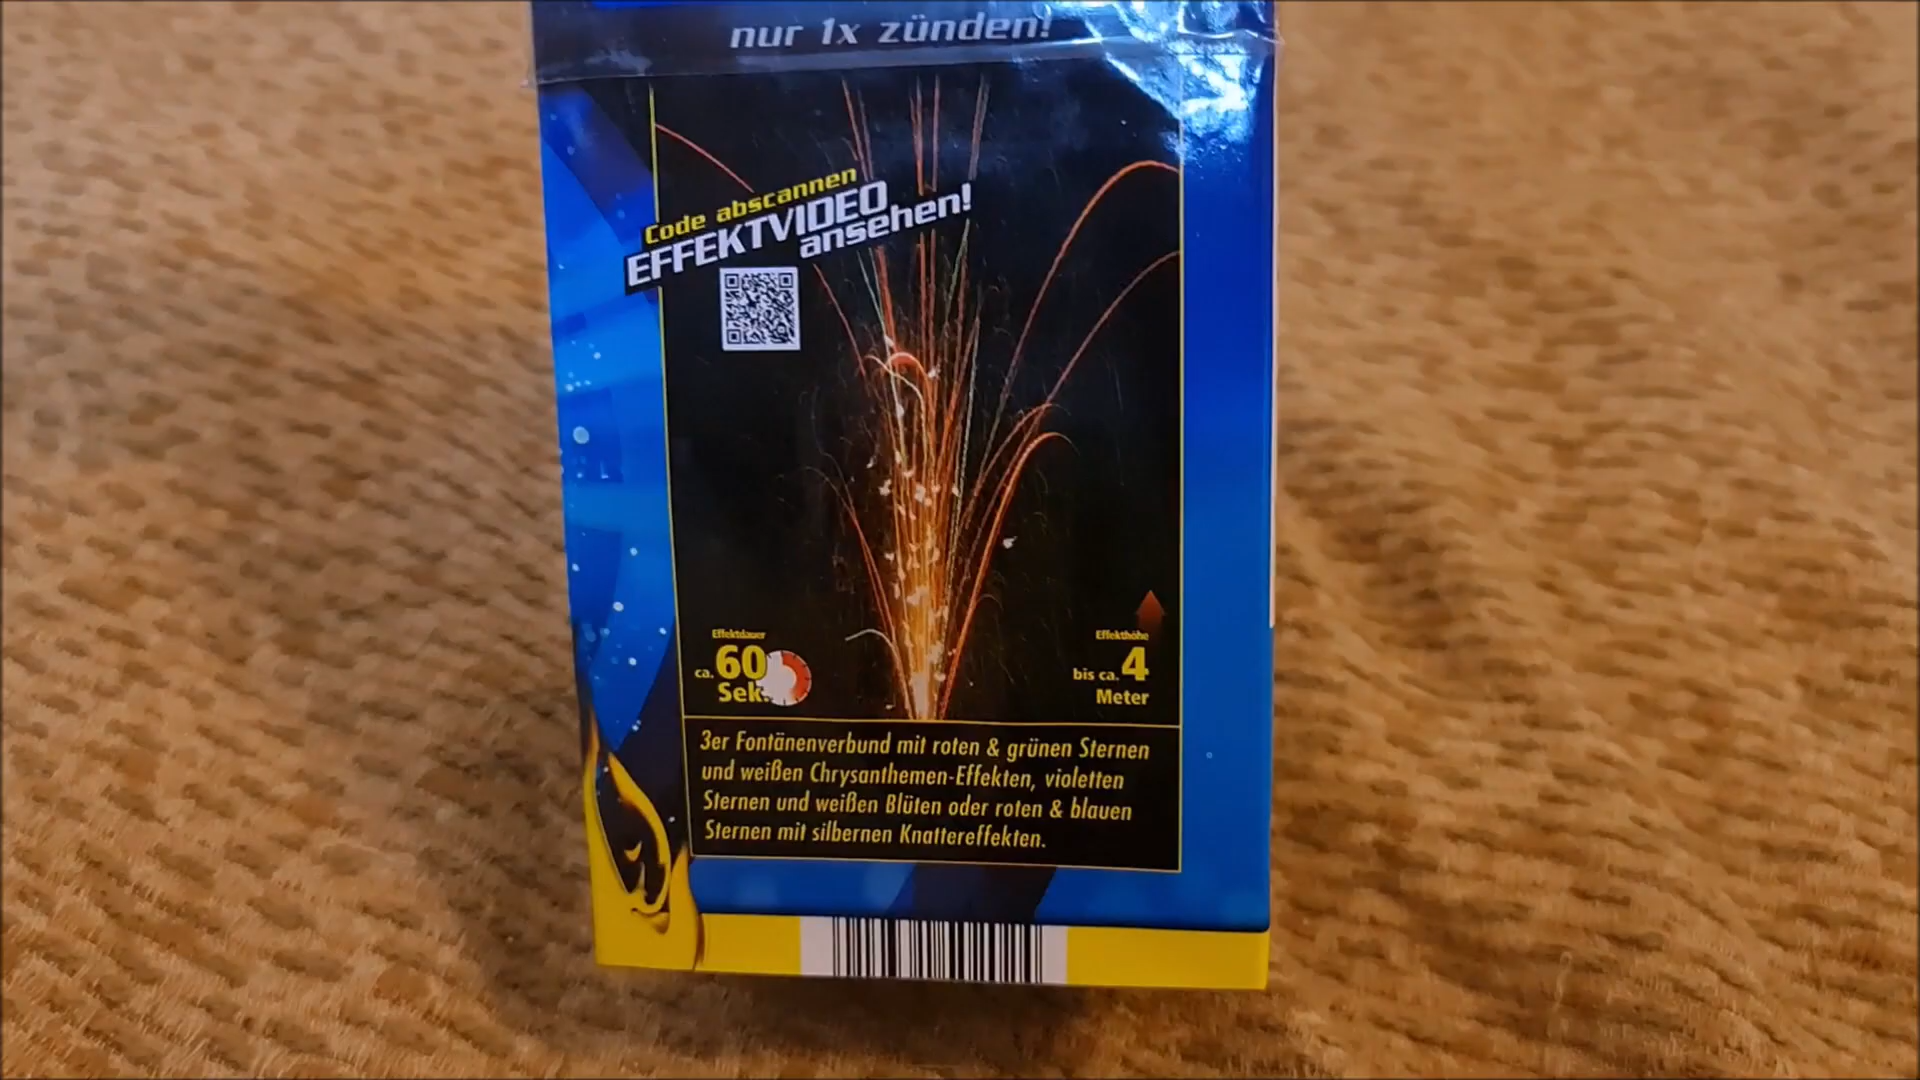 nur 1x zünden!
Code abscannen
EFFEKTVIDEO
ansehen!
Effektdauer
ca. 60
Sek.
Effekthöhe
bis ca. 4
Meter
3er Fontänenverbund mit roten & grünen Sternen
und weißen Chrysanthemen-Effekten, violetten
Sternen und weißen Blüten oder roten & blauen
Sternen mit silbernen Knattereffekten.